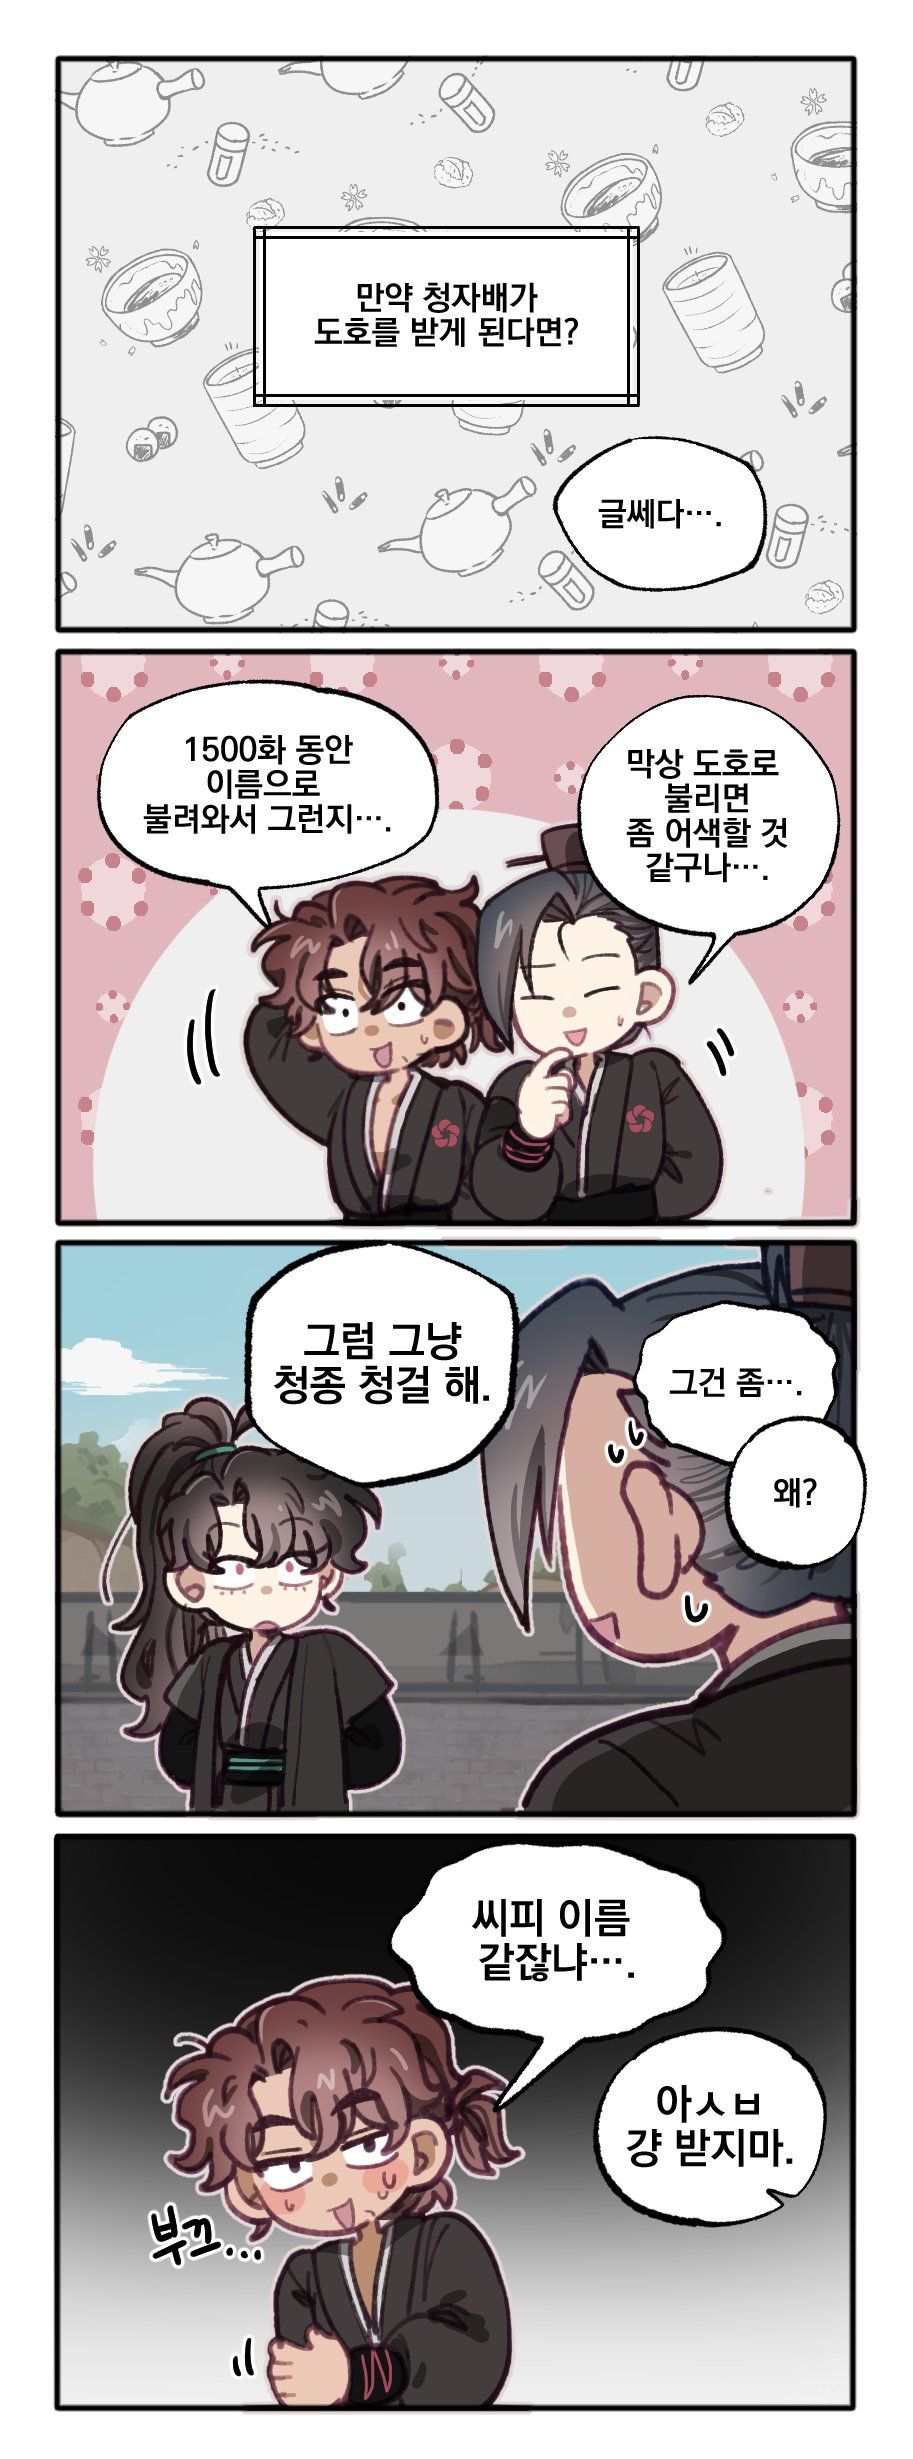 만약 청자배가
도호를 받게 된다면?
글쎄다….
1500화 동안
이름으로
불려와서 그런지….
막상 도호로
불리면
좀 어색할 것
같구나….
그럼 그냥
청종 청걸 해.
그건 좀….
왜?
씨피 이름
같잖냐….
아ㅅㅂ
걍 받지마.
부끄...